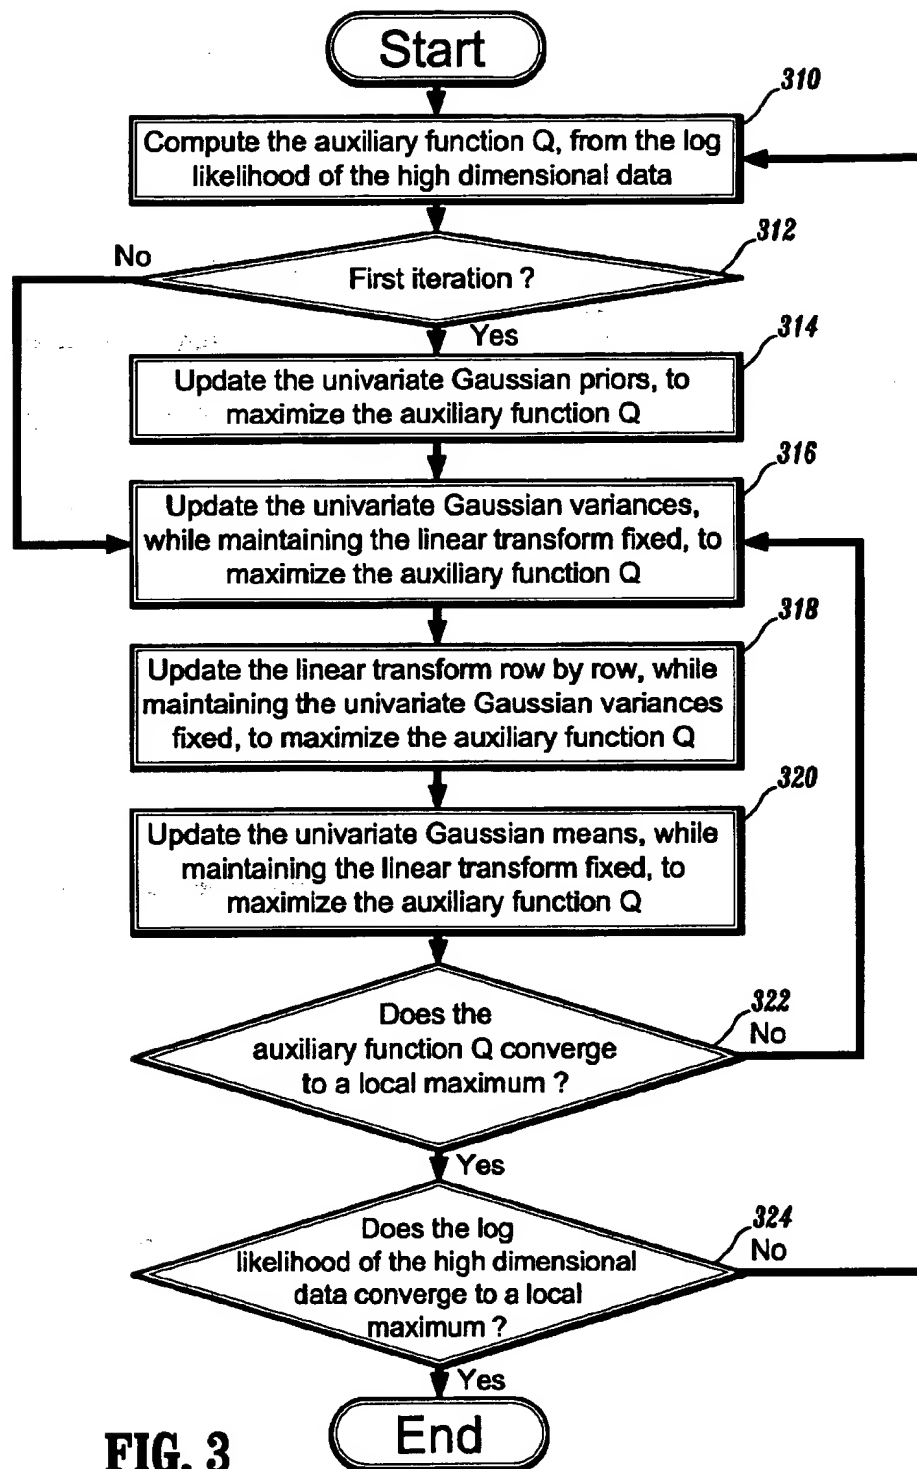 Start
310
Compute the auxiliary function Q, from the log
likelihood of the high dimensional data
312
No
First iteration ?
Yes
314
Update the univariate Gaussian priors, to
maximize the auxiliary function Q
316
Update the univariate Gaussian variances,
while maintaining the linear transform fixed, to
maximize the auxiliary function Q
318
Update the linear transform row by row, while
maintaining the univariate Gaussian variances
fixed, to maximize the auxiliary function Q
320
Update the univariate Gaussian means, while
maintaining the linear transform fixed, to
maximize the auxiliary function Q
322
No
Does the
auxiliary function Q converge
to a local maximum ?
Yes
324
No
Does the log
likelihood of the high dimensional
data converge to a local
maximum ?
Yes
End
FIG. 3